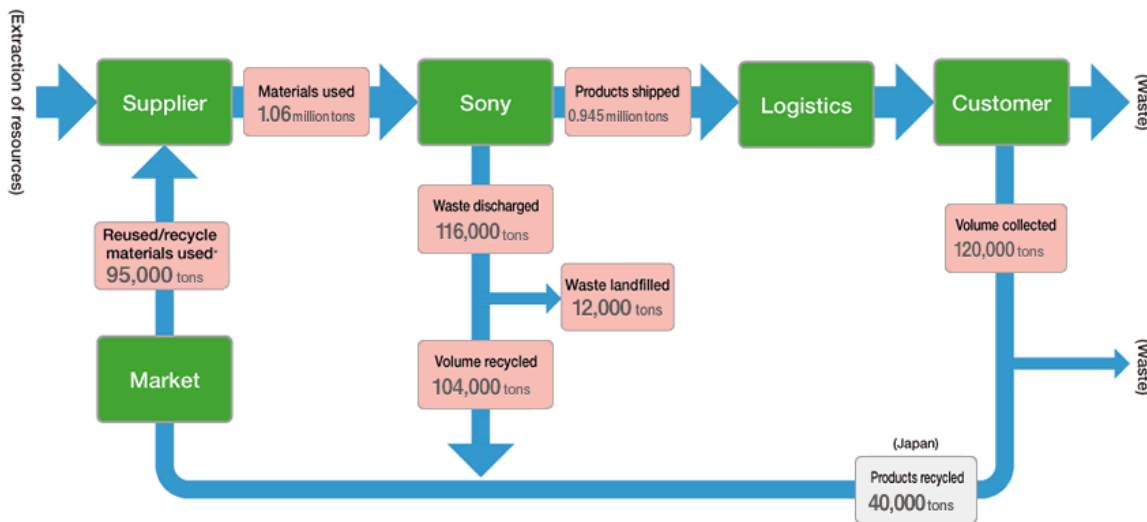 (Extraction of resources)
Supplier
Materials used
1.06 million tons
Sony
Products shipped
0.945 million tons
Logistics
Customer
(Waste)
Waste discharged
116,000 tons
Volume collected
120,000 tons
Reused/recycle
materials used*
95,000 tons
Waste landfilled
12,000 tons
Market
Volume recycled
104,000 tons
(Waste)
(Japan)
Products recycled
40,000 tons